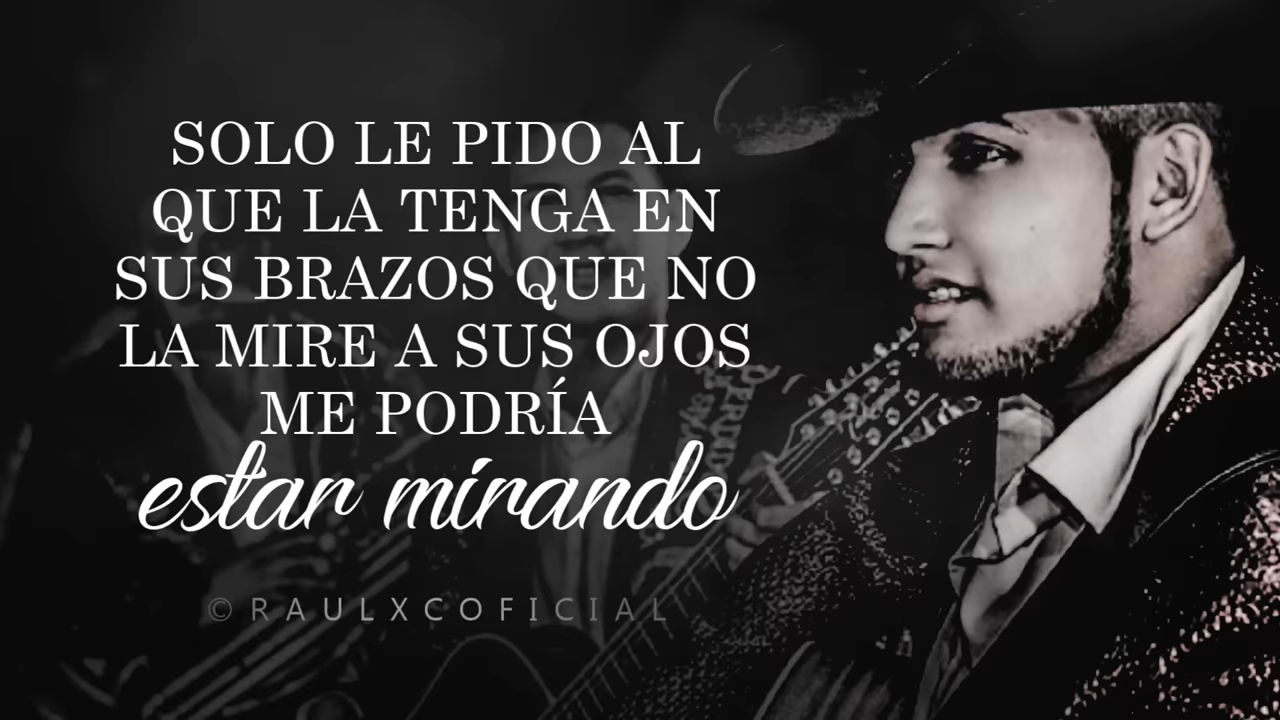 SOLO LE PIDO AL
QUE LA TENGA EN
SUS BRAZOS QUE NO
LA MIRE A SUS OJOS
ME PODRÍA
estar mirando
©RAULXCOFICIAL